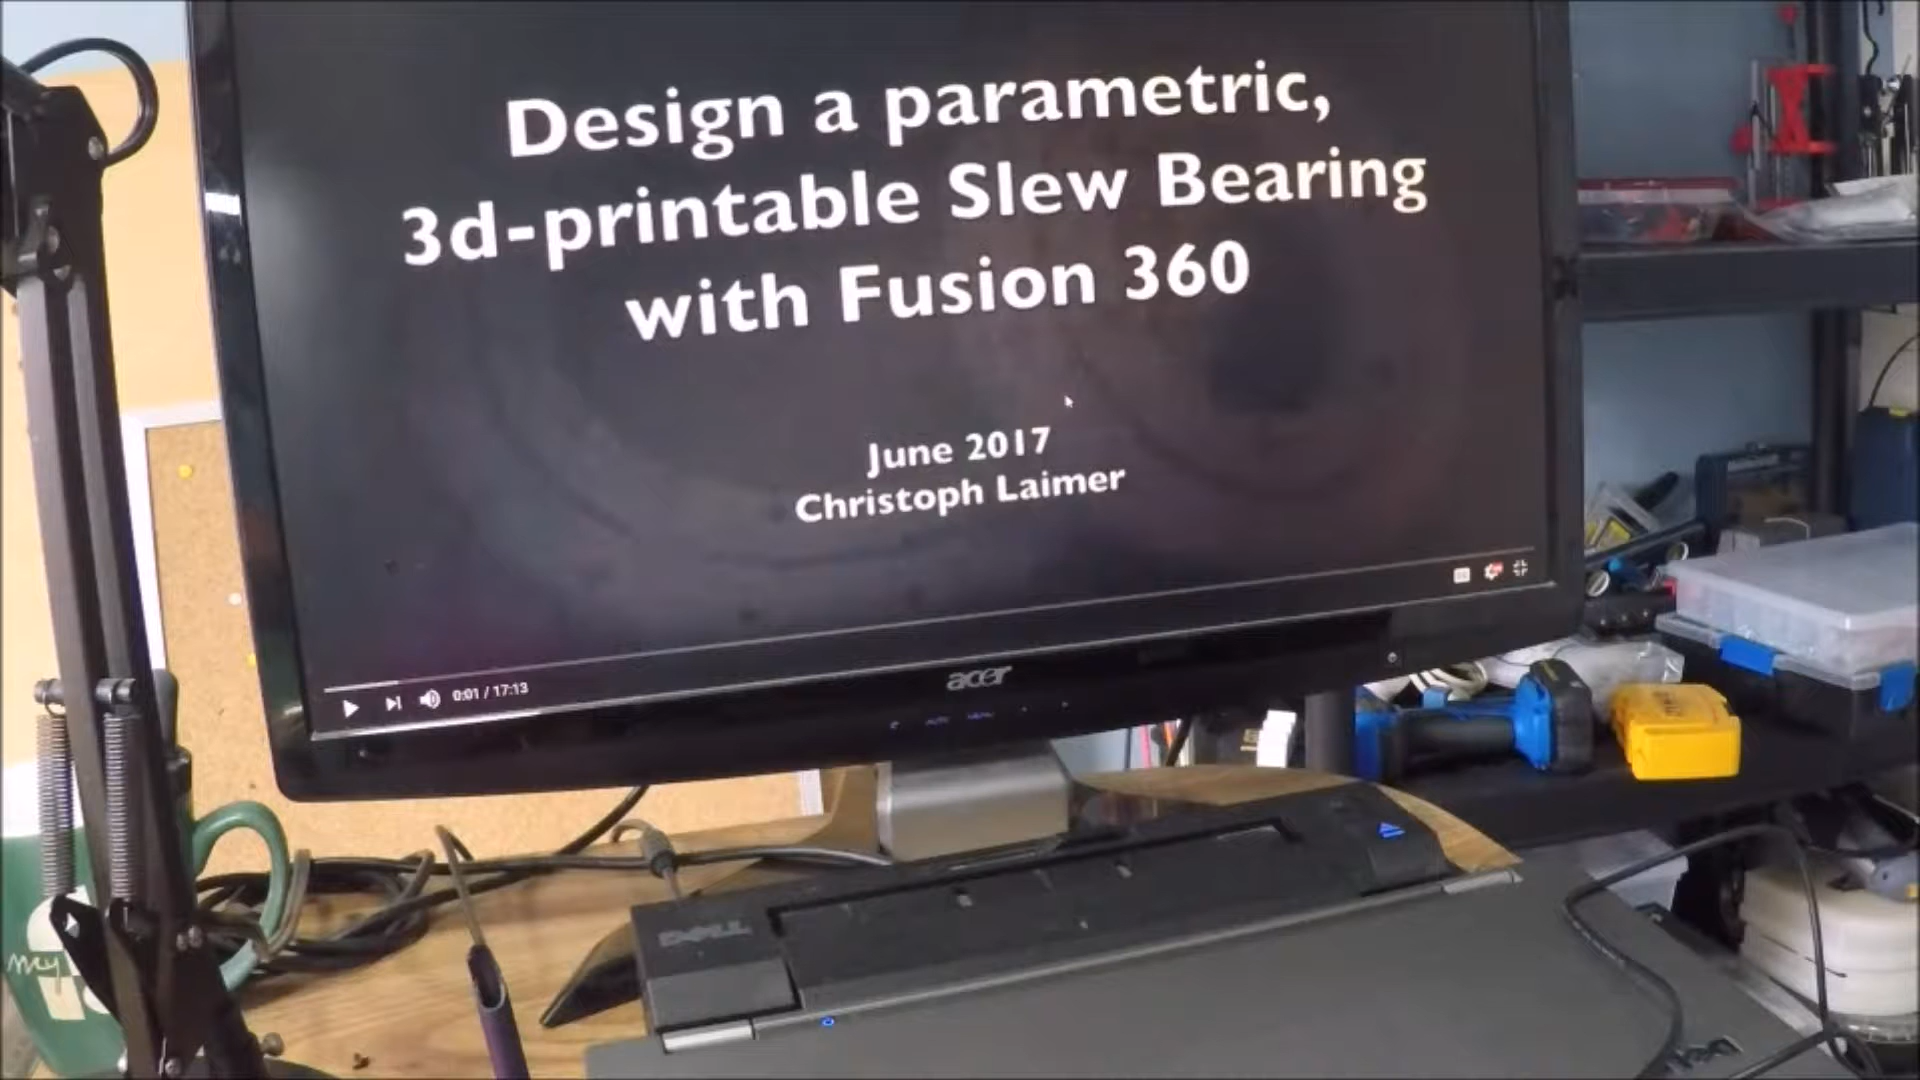 Design a parametric,
3d-printable Slew Bearing
with Fusion 360
June 2017
Christoph Laimer
0:01 / 17:13
acer
DELL
my